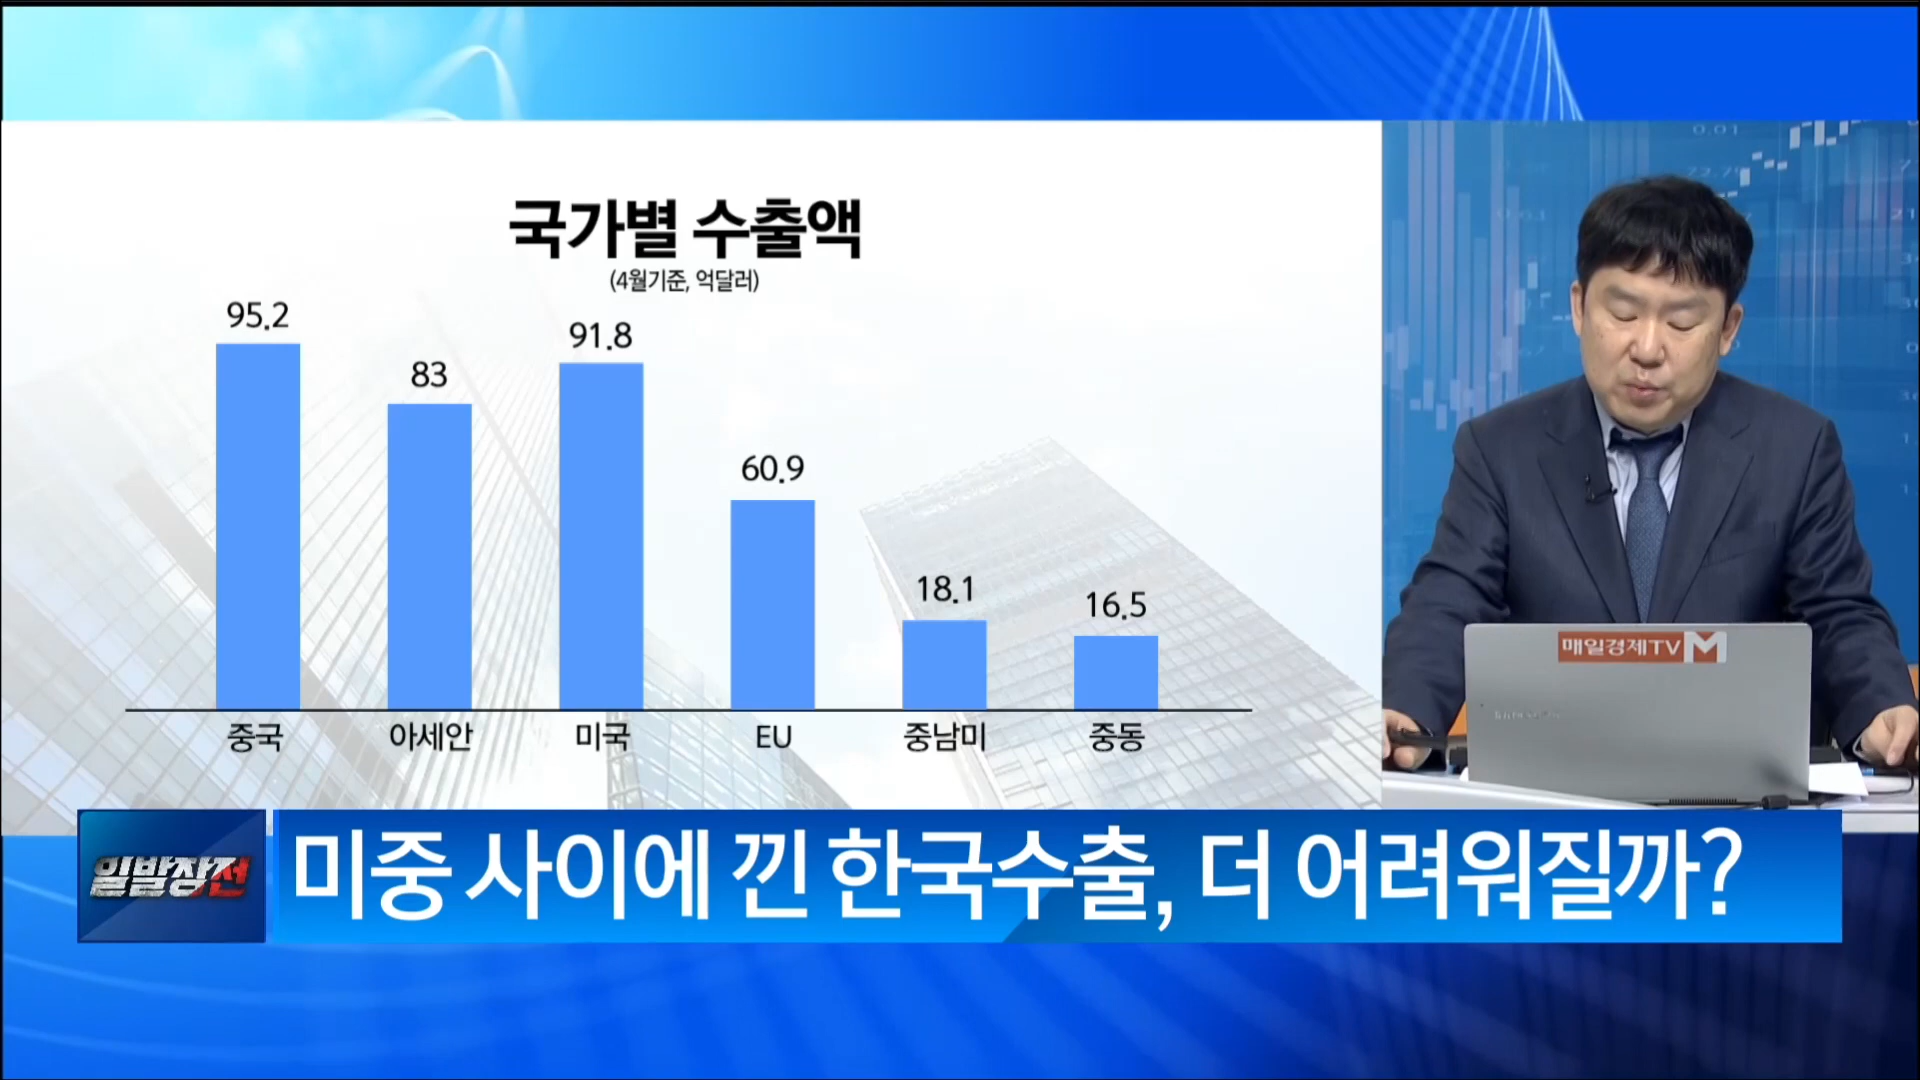 국가별 수출액
(4월기준, 억달러)
95.2
83
91.8
60.9
18.1
16.5
중국
아세안
미국
EU
중남미
중동
매일경제TV M
일발장전
미중 사이에 낀 한국수출, 더 어려워질까?